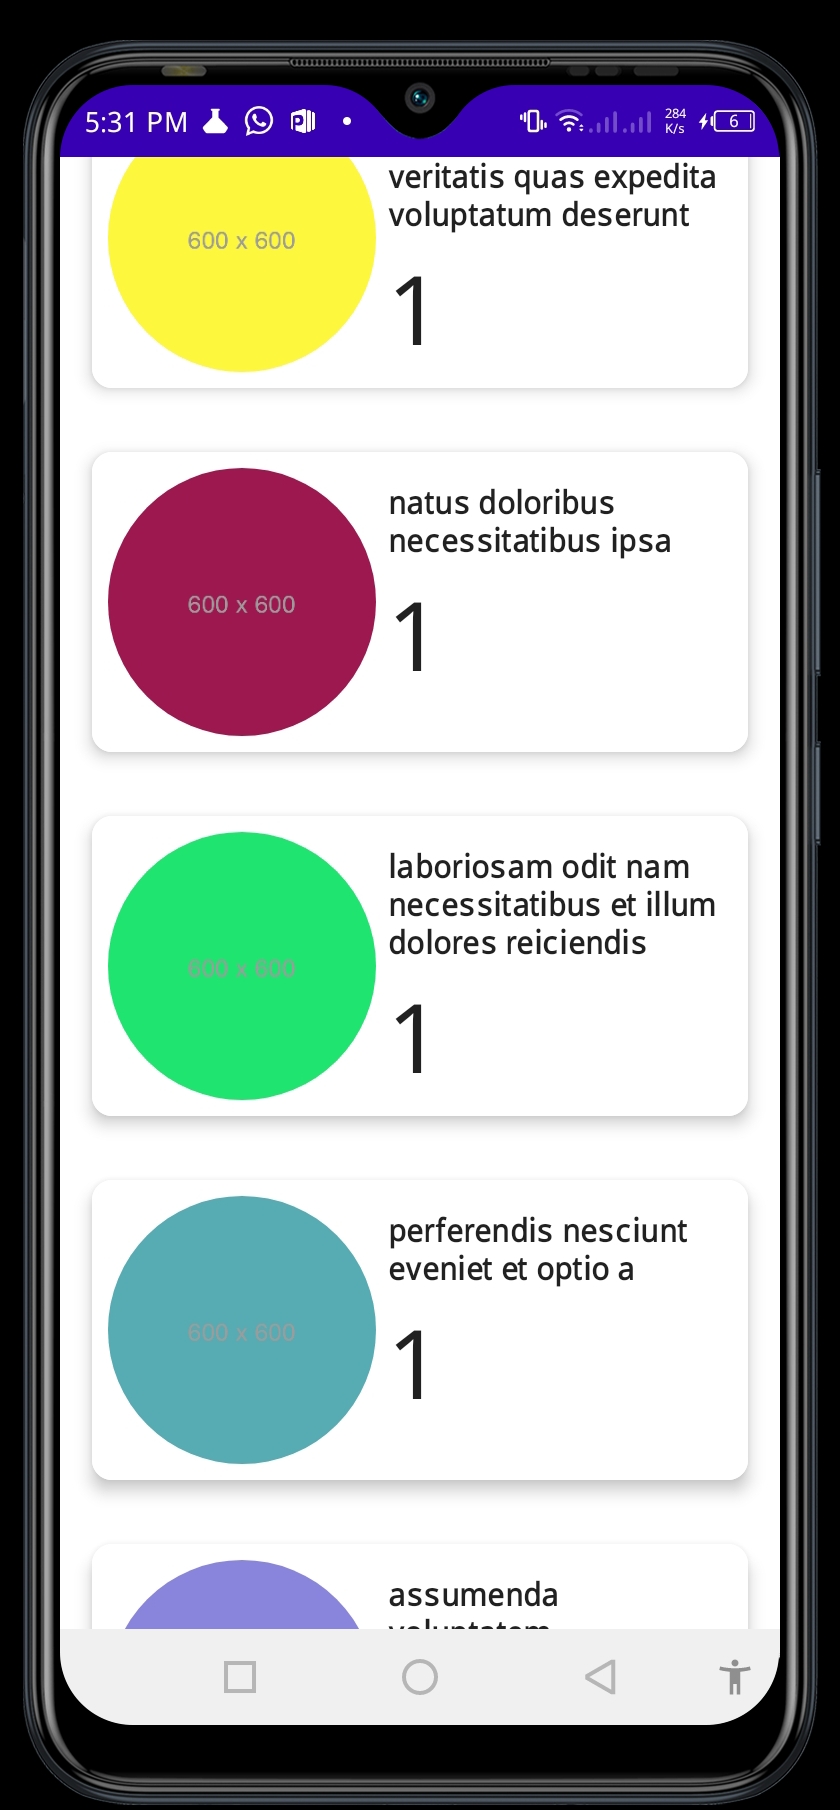 5:31 PM
284
K/s
6
veritatis quas expedita
voluptatum deserunt
600 x 600
1
natus doloribus
necessitatibus ipsa
600 x 600
1
laboriosam odit nam
necessitatibus et illum
dolores reiciendis
600 x 600
1
perferendis nesciunt
eveniet et optio a
600 x 600
1
assumenda